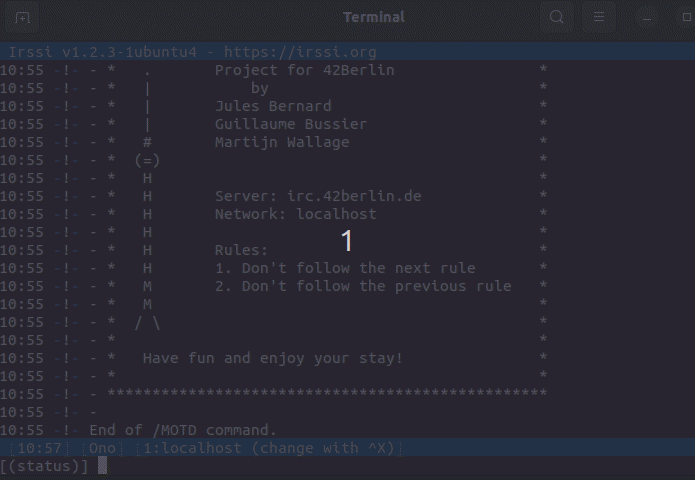 Terminal
Irssi v1.2.3-1ubuntu4 - https://irssi.org
10:55 -!- - *   .       Project for 42Berlin                *
10:55 -!- - *   |           by                              *
10:55 -!- - *   |       Jules Bernard                       *
10:55 -!- - *   |       Guillaume Bussier                   *
10:55 -!- - *   #       Martijn Wallage                     *
10:55 -!- - *  (=)                                          *
10:55 -!- - *   H                                           *
10:55 -!- - *   H       Server: irc.42berlin.de             *
10:55 -!- - *   H       Network: localhost                  *
10:55 -!- - *   H                                           *
1
10:55 -!- - *   H       Rules:                              *
10:55 -!- - *   H       1. Don't follow the next rule       *
10:55 -!- - *   M       2. Don't follow the previous rule   *
10:55 -!- - *   M                                           *
10:55 -!- - *  / \                                          *
10:55 -!- - *                                               *
10:55 -!- - *   Have fun and enjoy your stay!               *
10:55 -!- - *                                               *
10:55 -!- - *************************************************
10:55 -!- -
10:55 -!- End of /MOTD command.
[10:57] [Ono] [1:localhost (change with ^X)]
[(status)]